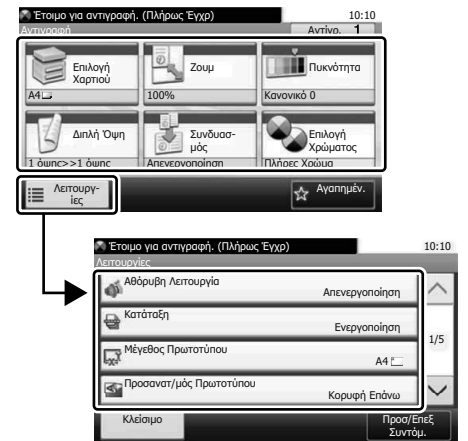 Έτοιμο για αντιγραφή. (Πλήρως Έγχρ) 10:10
Αντιγραφή Αντίγρ. 1
Επιλογή Χαρτιού
Ζουμ
Πυκνότητα
A4 100% Κανονικό 0
Διπλή Όψη
Συνδυασ-
μός
Επιλογή
Χρώματος
1 όψης>>1 όψης Απενεργοποίηση Πλήρες Χρώμα
Λειτουργ-
ίες
Αγαπημέν.
Έτοιμο για αντιγραφή. (Πλήρως Έγχρ) 10:10
Λειτουργίες
Αθόρυβη Λειτουργία
Απενεργοποίηση
Κατάταξη
Ενεργοποίηση
1/5
Μέγεθος Πρωτοτύπου
A4
Προσανατ/μός Πρωτοτύπου
Κορυφή Επάνω
Κλείσιμο
Προσ/Επεξ
Συντόμ.